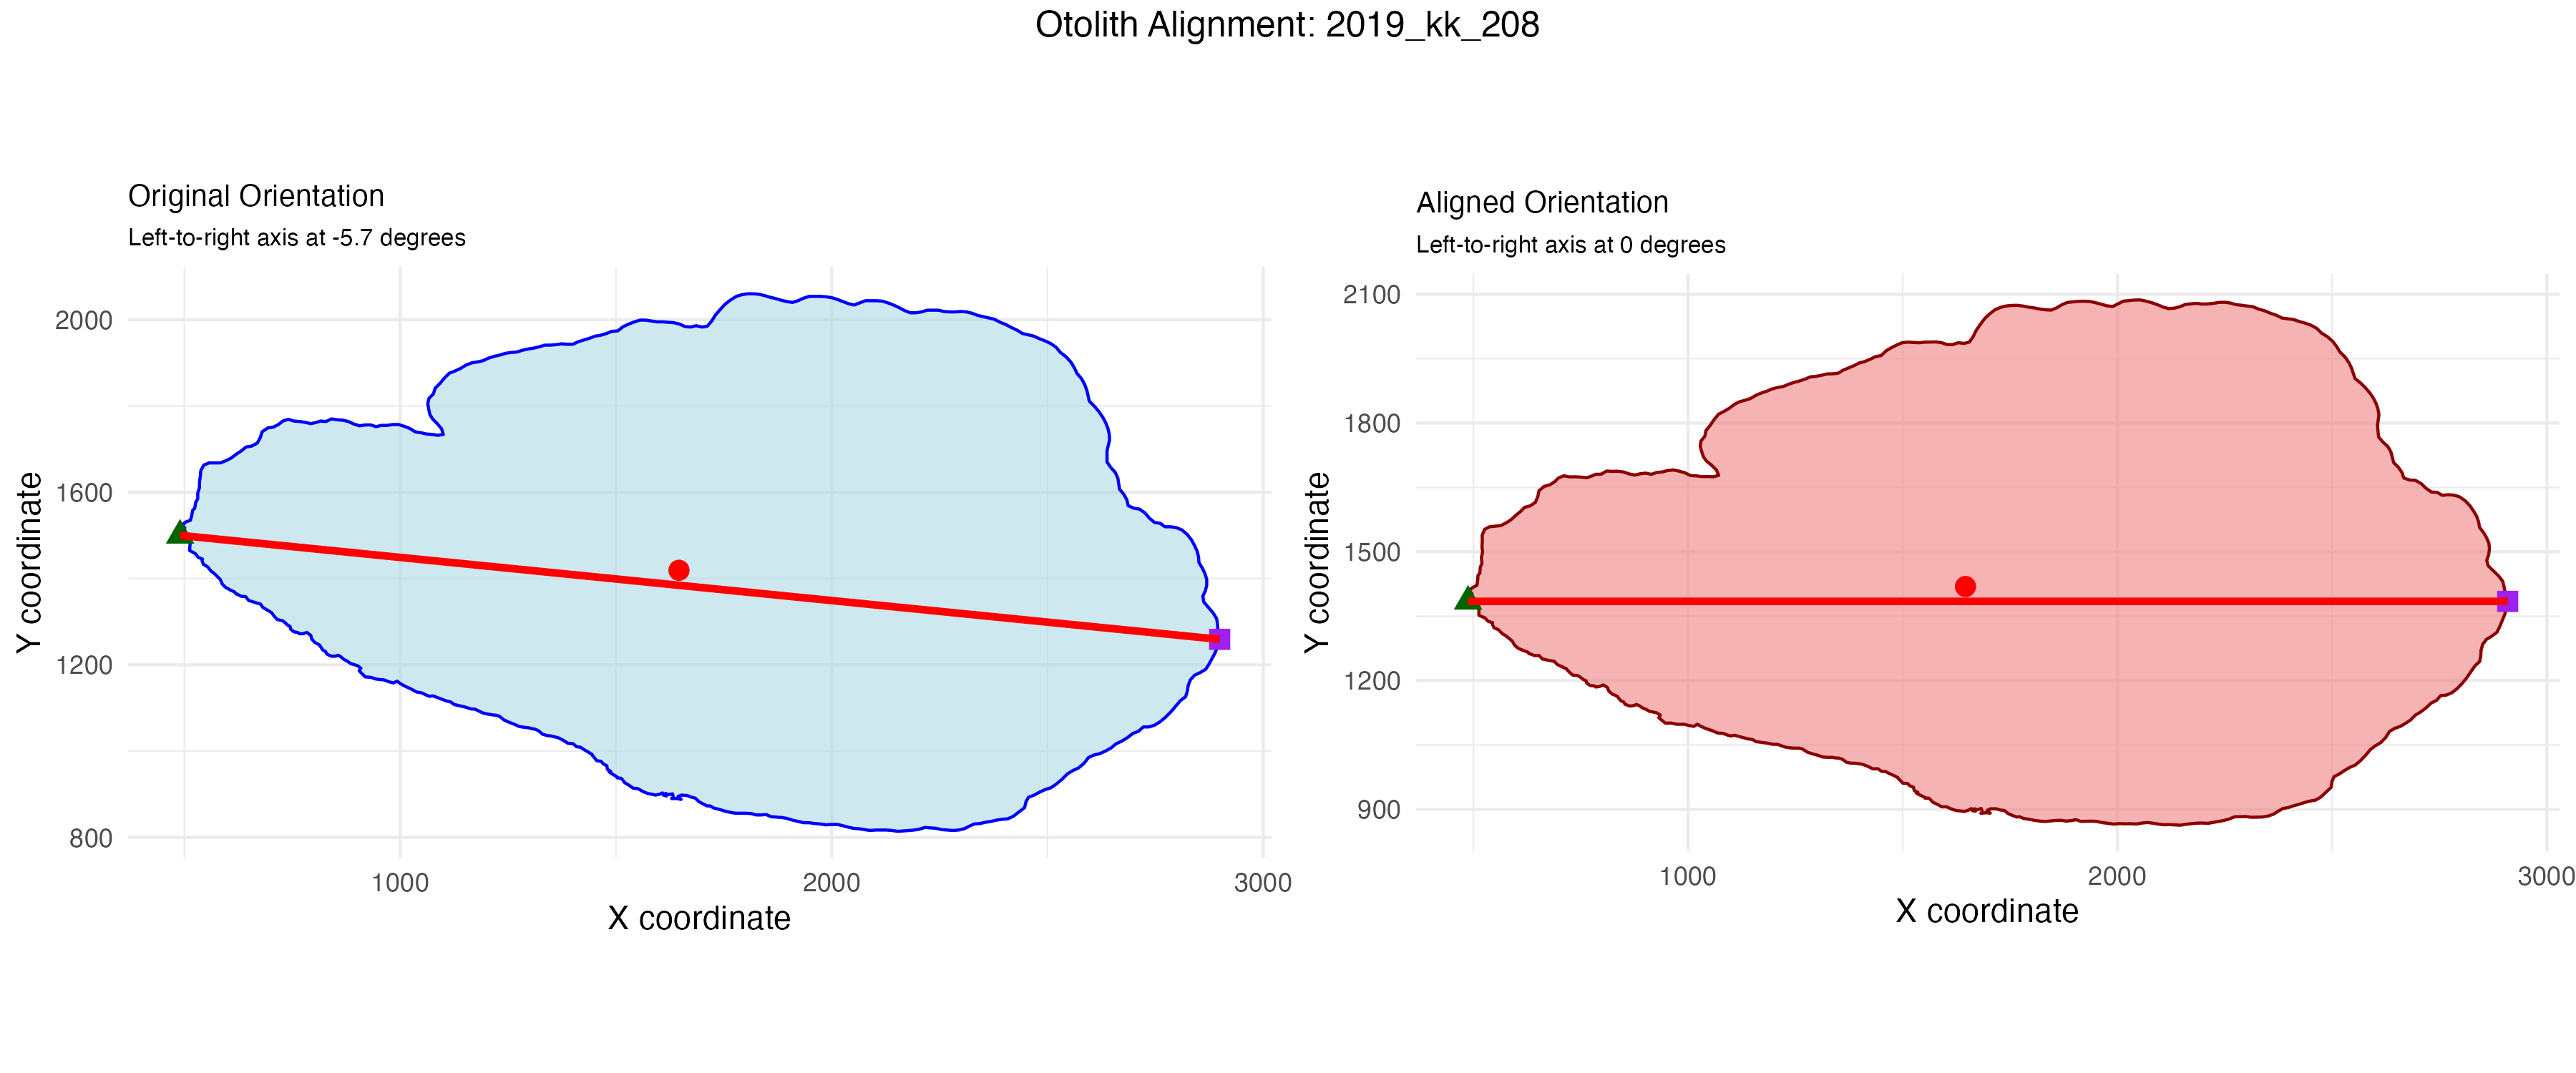 Otolith Alignment: 2019_kk_208
Original Orientation
Left-to-right axis at -5.7 degrees
2000
1600
1200
800
Y coordinate
1000
2000
3000
X coordinate
Aligned Orientation
Left-to-right axis at 0 degrees
2100
1800
1500
1200
900
Y coordinate
1000
2000
3000
X coordinate